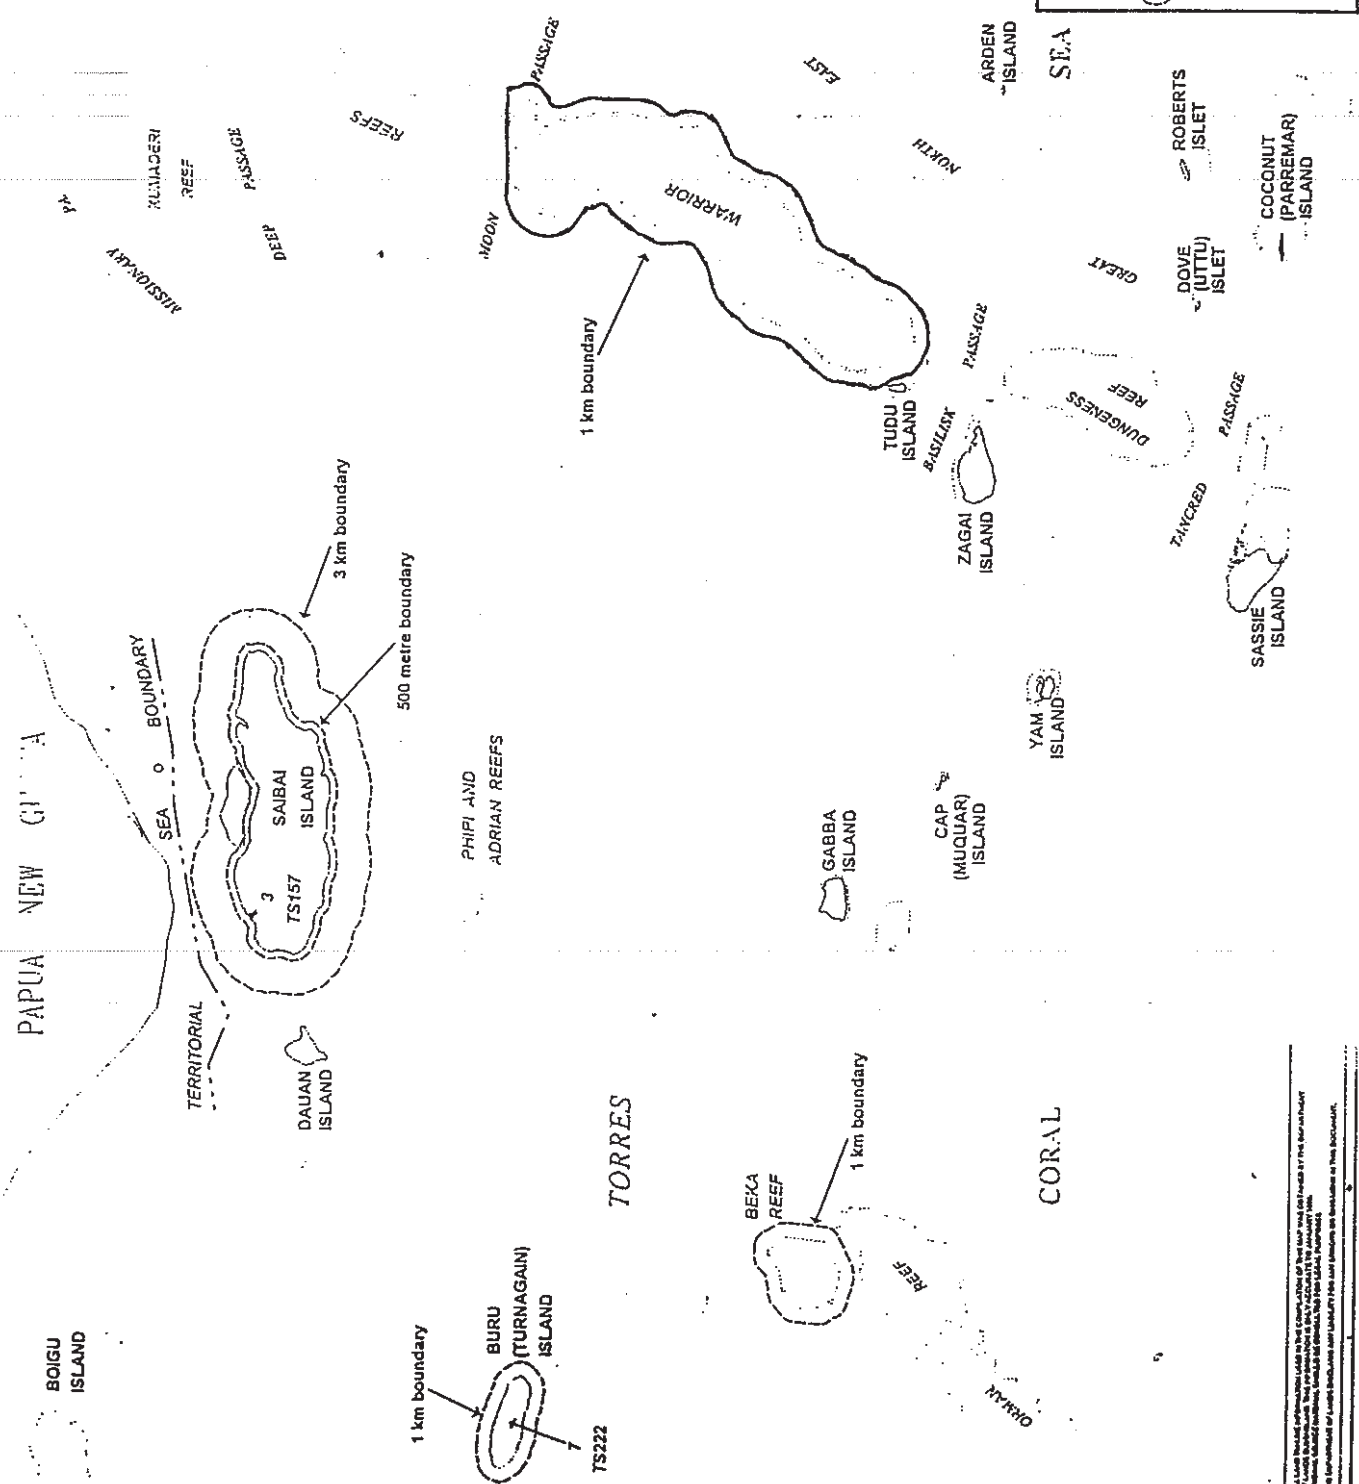 PAPUA NEW G
BOIGU
ISLAND
MISSIONARY
PA
KUMADERI
REEF
DEEP
PASSAGE
REEFS
TERRITORIAL
SEA
BOUNDARY
DAUAN
ISLAND
SAIBAI
ISLAND
3
TS157
3 km boundary
500 metre boundary
MOON
PASSAGE
1 km boundary
WARRIOR
1 km boundary
BURU
(TURNAGAIN)
ISLAND
7
TS222
PHIPI AND
ADRIAN REEFS
TORRES
BEKA
REEF
1 km boundary
ORMAN
REEF
GABBA
ISLAND
CAP
(MUQUAR)
ISLAND
YAM
ISLAND
TUDU
ISLAND
BASILISK
PASSAGE
ZAGAI
ISLAND
DUNGENESS
REEF
GREAT
NORTH
EAST
ARDEN
ISLAND
CORAL
SEA
TANCRED
PASSAGE
SASSIE
ISLAND
DOVE
(UTTU)
ISLET
ROBERTS
ISLET
COCONUT
(PARREMAR)
ISLAND